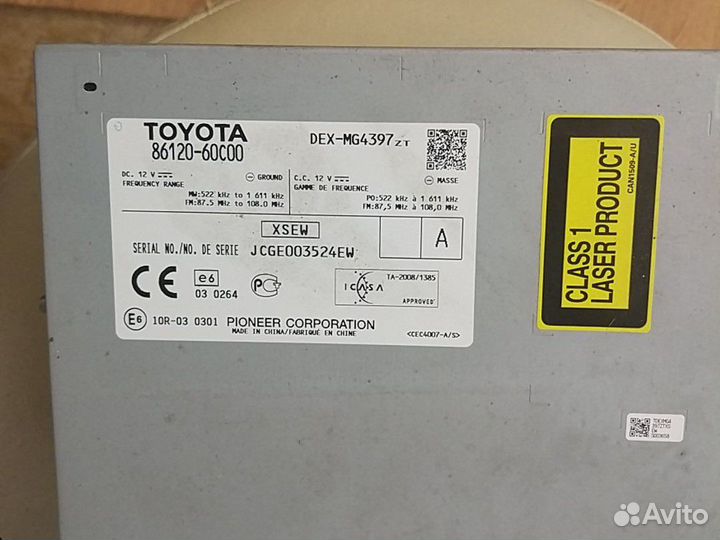 TOYOTA
86120-60C00
DEX-MG4397ZT
DC. 12 V ⊖ GROUND
FREQUENCY RANGE
MW:522 kHz to 1 611 kHz
FM:87.5 MHz to 108.0 MHz
C.C. 12 V ⊖ MASSE
GAMME DE FREQUENCE
PO:522 kHz à 1 611 kHz
FM:87,5 MHz à 108,0 MHz
XSEW
A
SERIAL NO./NO. DE SERIE JCGE003524EW
CE
e6
03 0264
ICASA
TA-2008/1385
APPROVED
E6 10R-03 0301 PIONEER CORPORATION
MADE IN CHINA/FABRIQUÉ EN CHINE
<CEC4007-A/S>
CLASS 1
LASER PRODUCT
CAN1509-A/U
EW
Avito